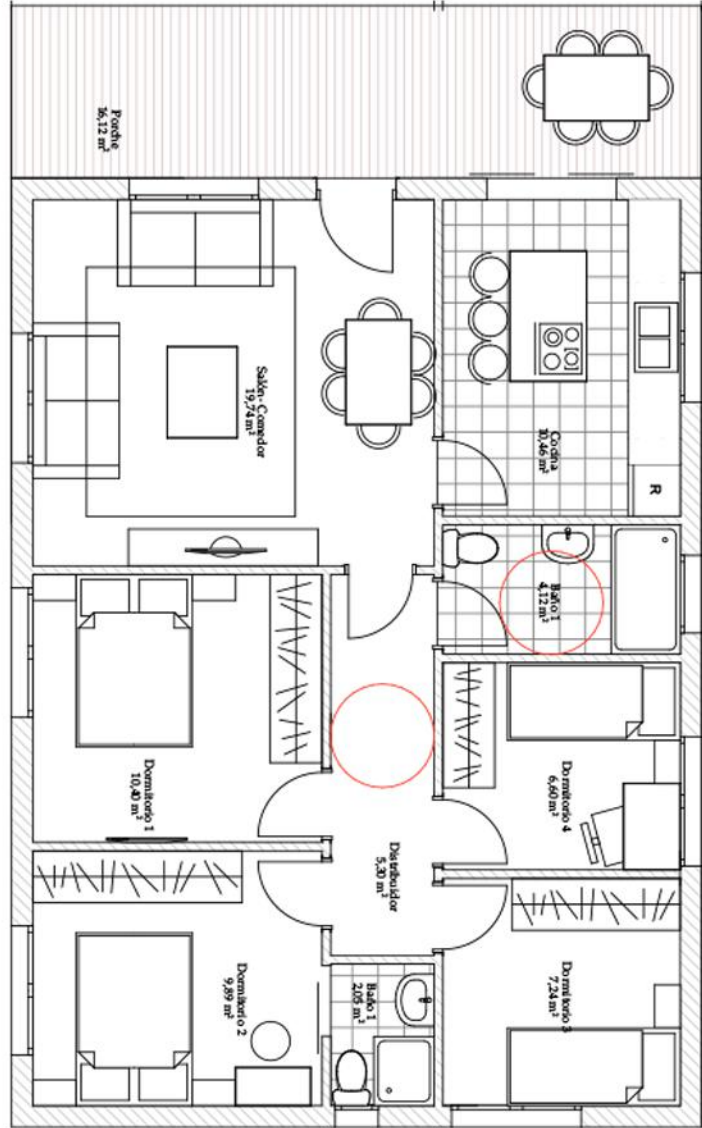 Porche
16,12 m²
Salón-Comedor
19,74 m²
Cocina
10,46 m²
R
Baño 1
4,12 m²
Dormitorio 1
10,40 m²
Dormitorio 4
6,60 m²
Distribuidor
5,30 m²
Dormitorio 2
9,89 m²
Baño 1
2,05 m²
Dormitorio 3
7,24 m²